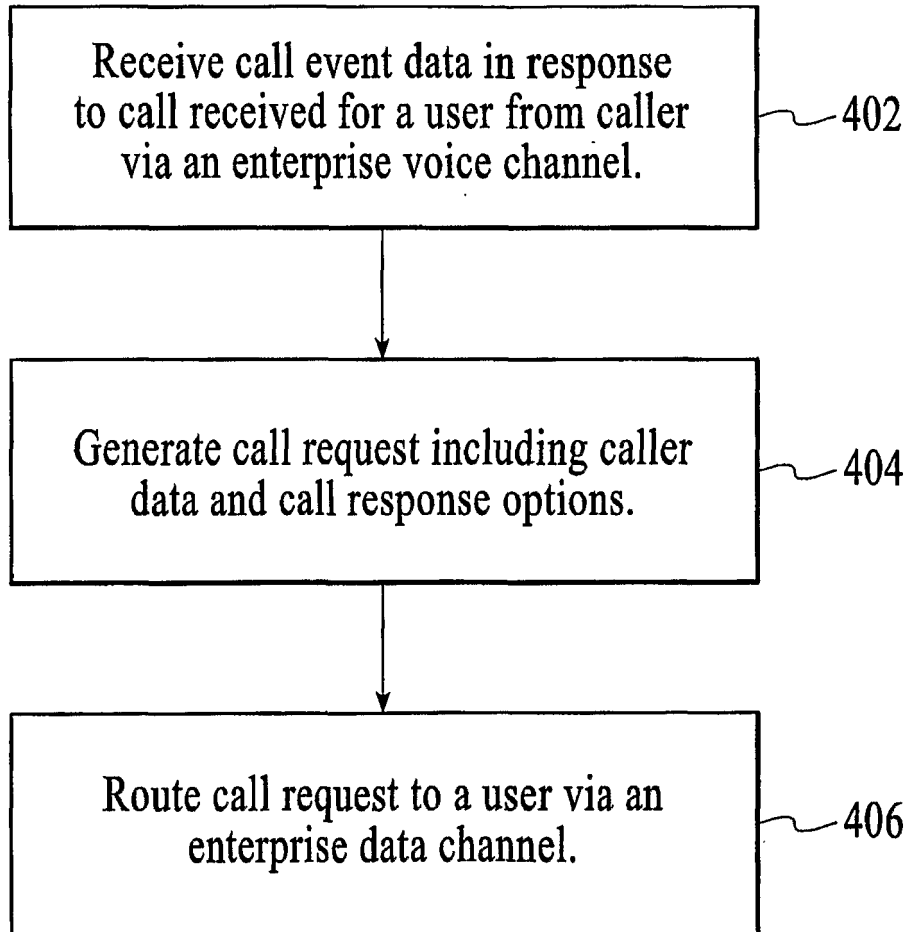 Receive call event data in response
to call received for a user from caller
via an enterprise voice channel.
402
Generate call request including caller
data and call response options.
404
Route call request to a user via an
enterprise data channel.
406